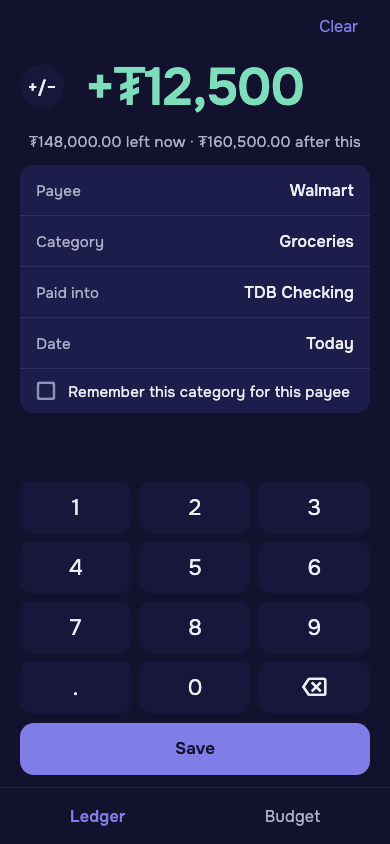 Clear
+/−
+₮12,500
₮148,000.00 left now · ₮160,500.00 after this
Payee Walmart
Category Groceries
Paid into TDB Checking
Date Today
Remember this category for this payee
1 2 3
4 5 6
7 8 9
. 0
Save
Ledger Budget